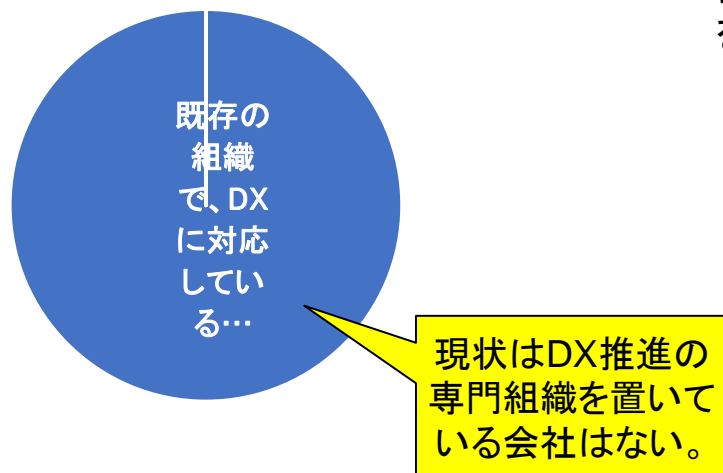 既存の
組織
で、DX
に対応
してい
る…
現状はDX推進の
専門組織を置いて
いる会社はない。